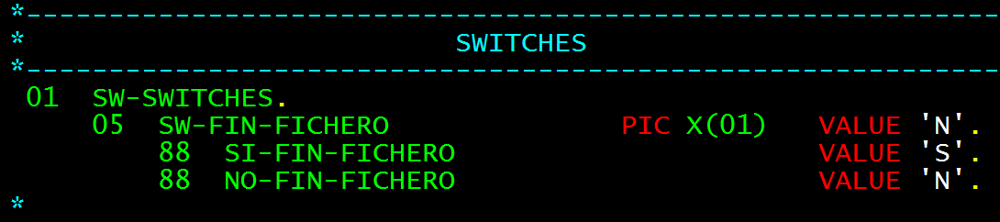 *-----------------------------------------------------------
*                          SWITCHES
*-----------------------------------------------------------
 01  SW-SWITCHES.
     05  SW-FIN-FICHERO              PIC X(01)   VALUE 'N'.
         88  SI-FIN-FICHERO                      VALUE 'S'.
         88  NO-FIN-FICHERO                      VALUE 'N'.
*